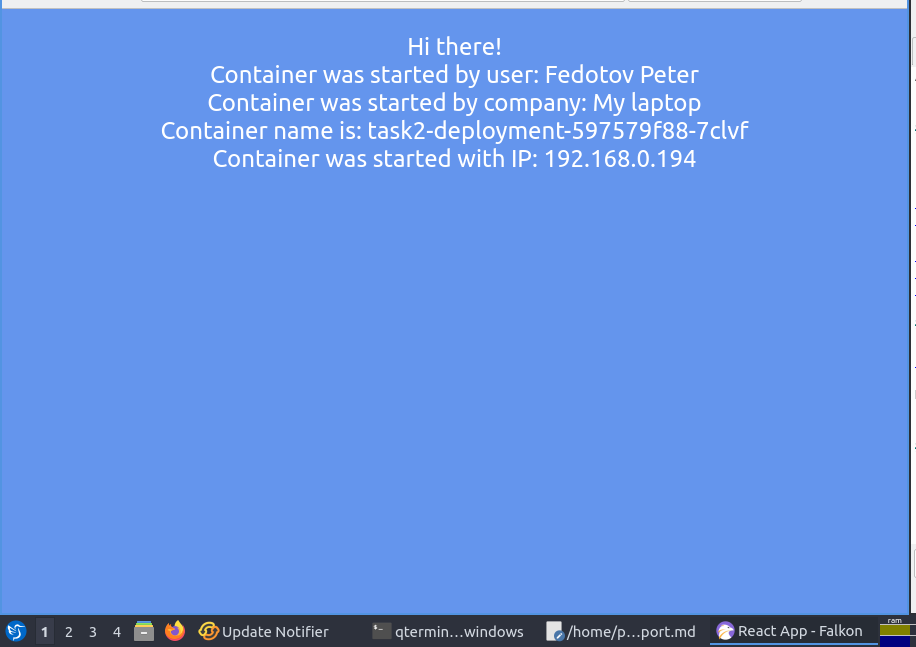 Hi there!
Container was started by user: Fedotov Peter
Container was started by company: My laptop
Container name is: task2-deployment-597579f88-7clvf
Container was started with IP: 192.168.0.194
1 2 3 4 Update Notifier qtermin...windows /home/p...port.md React App - Falkon ram